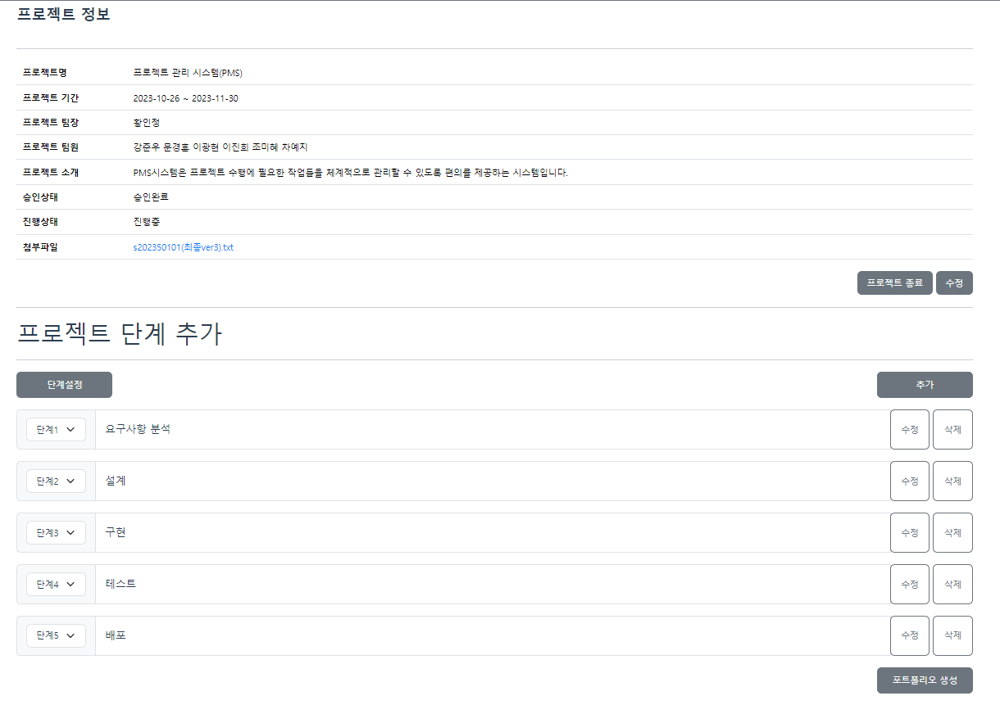 프로젝트 정보
프로젝트명 프로젝트 관리 시스템(PMS)
프로젝트 기간 2023-10-26 ~ 2023-11-30
프로젝트 팀장 황인정
프로젝트 팀원 강준우 문경훈 이광현 이진희 조미혜 차예지
프로젝트 소개 PMS시스템은 프로젝트 수행에 필요한 작업들을 체계적으로 관리할 수 있도록 편의를 제공하는 시스템입니다.
승인상태 승인완료
진행상태 진행중
첨부파일 s202350101(최종ver3).txt
프로젝트 종료 수정
프로젝트 단계 추가
단계설정 추가
단계1 요구사항 분석 수정 삭제
단계2 설계 수정 삭제
단계3 구현 수정 삭제
단계4 테스트 수정 삭제
단계5 배포 수정 삭제
포트폴리오 생성